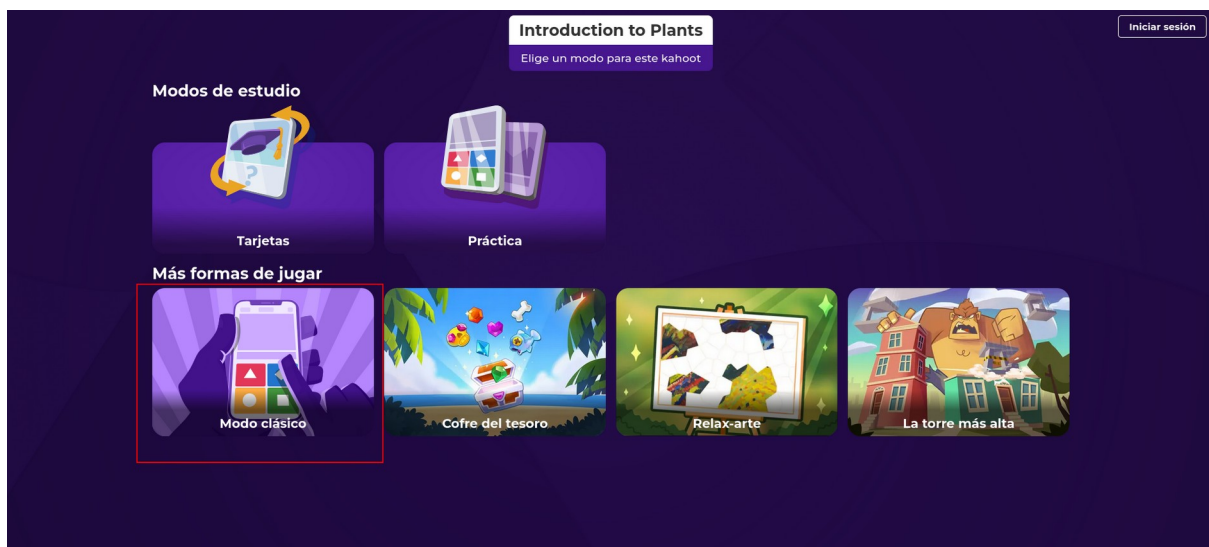 Introduction to Plants
Iniciar sesión
Elige un modo para este kahoot
Modos de estudio
?
Tarjetas
Práctica
Más formas de jugar
Modo clásico
Cofre del tesoro
Relax-arte
La torre más alta